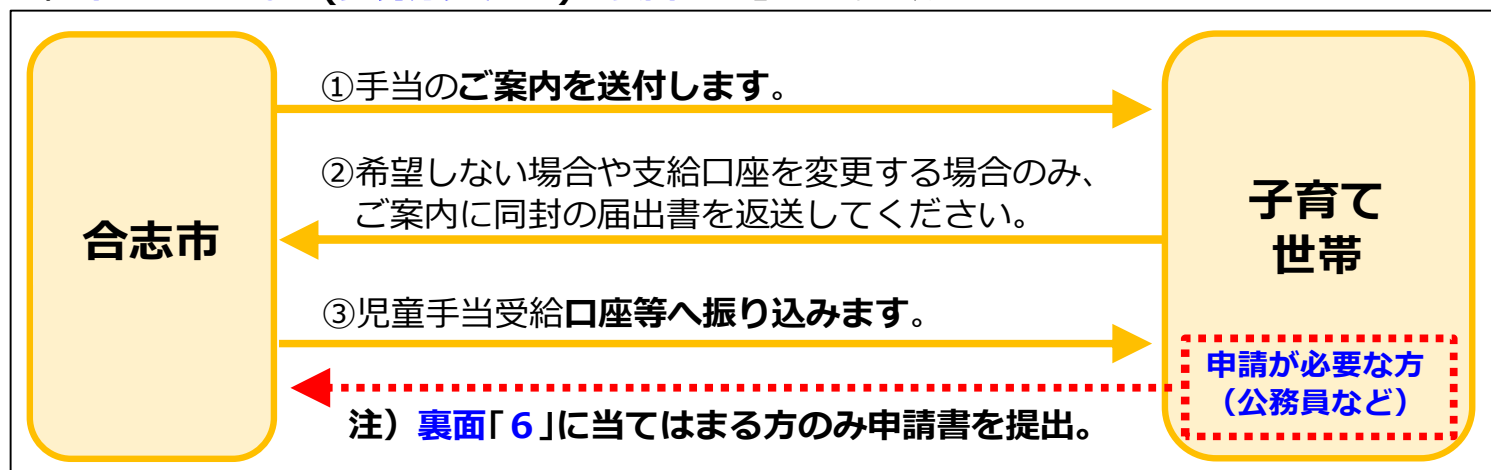 ①手当のご案内を送付します。
②希望しない場合や支給口座を変更する場合のみ、
ご案内に同封の届出書を返送してください。
合志市
子育て
世帯
③児童手当受給口座等へ振り込みます。
申請が必要な方
（公務員など）
注）裏面｢６｣に当てはまる方のみ申請書を提出。